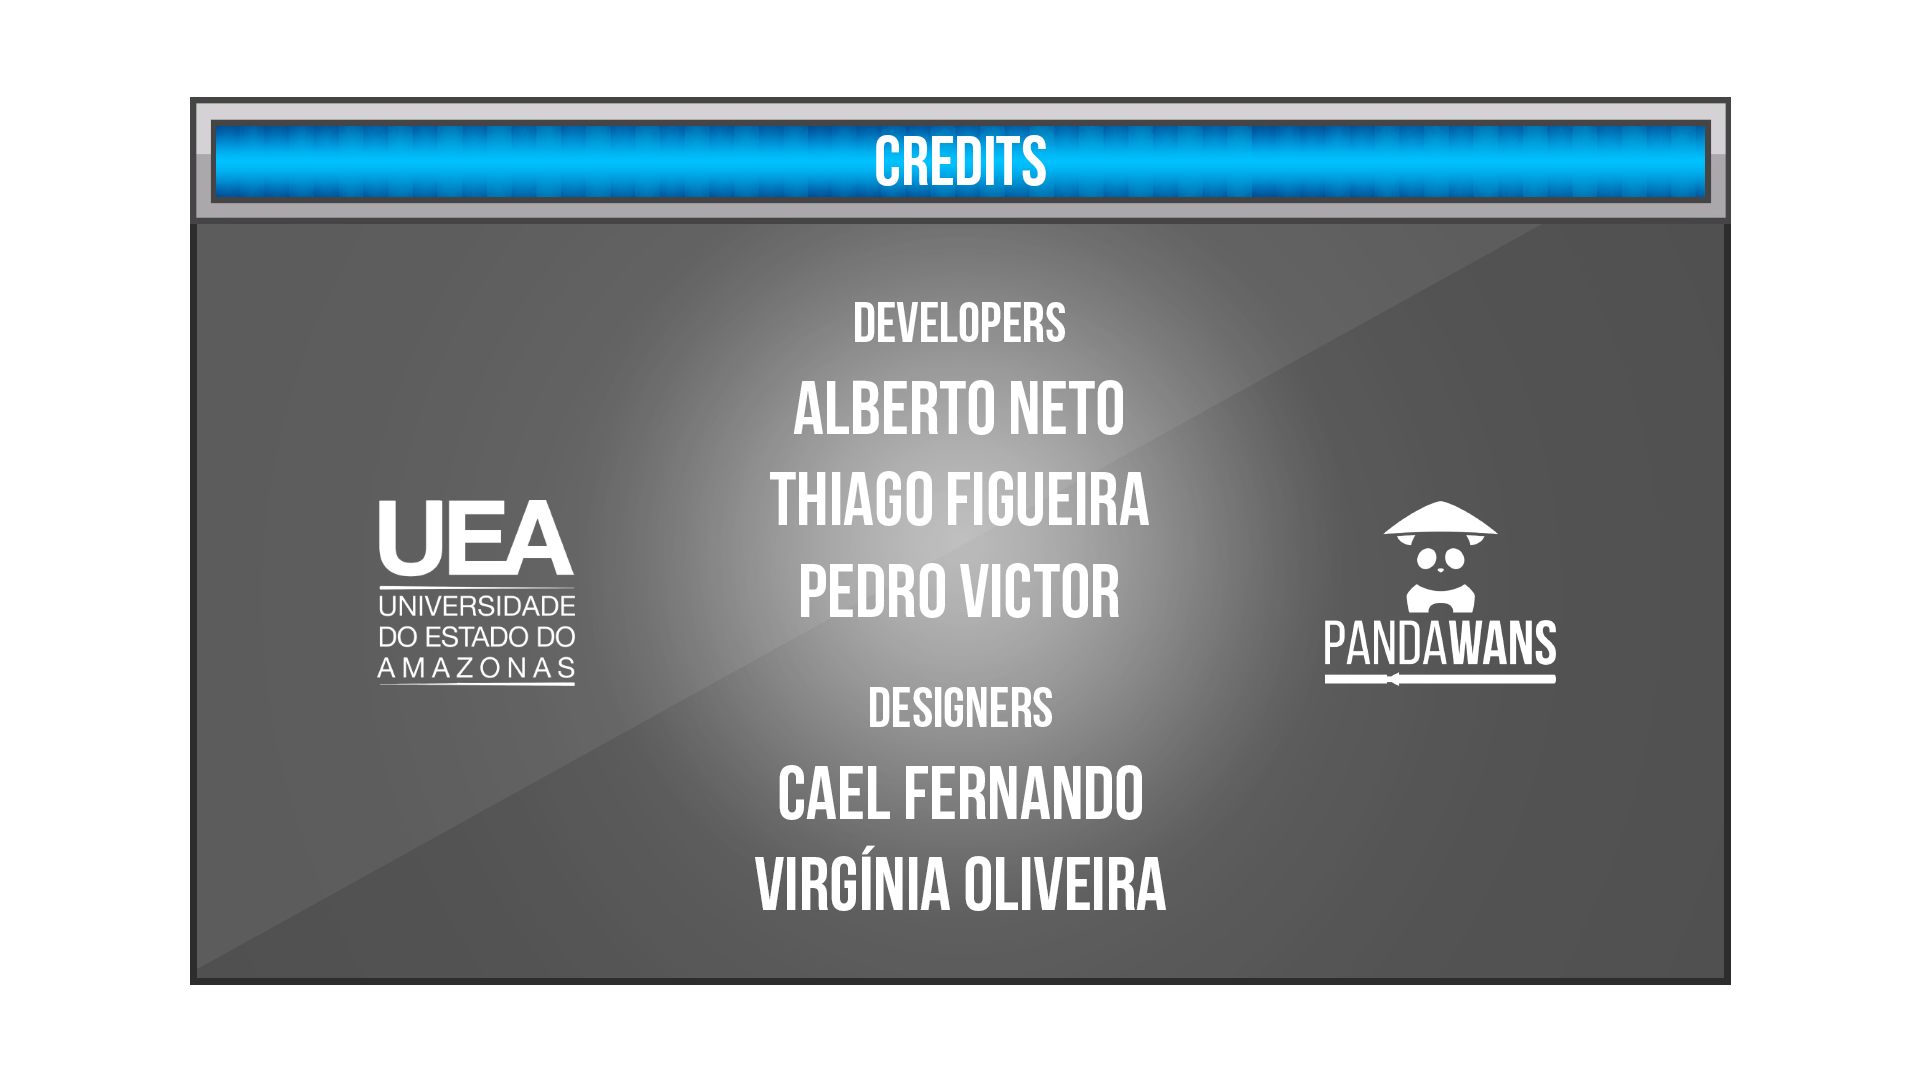 CREDITS
DEVELOPERS
ALBERTO NETO
THIAGO FIGUEIRA
PEDRO VICTOR
UEA
UNIVERSIDADE
DO ESTADO DO
AMAZONAS
PANDAWANS
DESIGNERS
CAEL FERNANDO
VIRGÍNIA OLIVEIRA